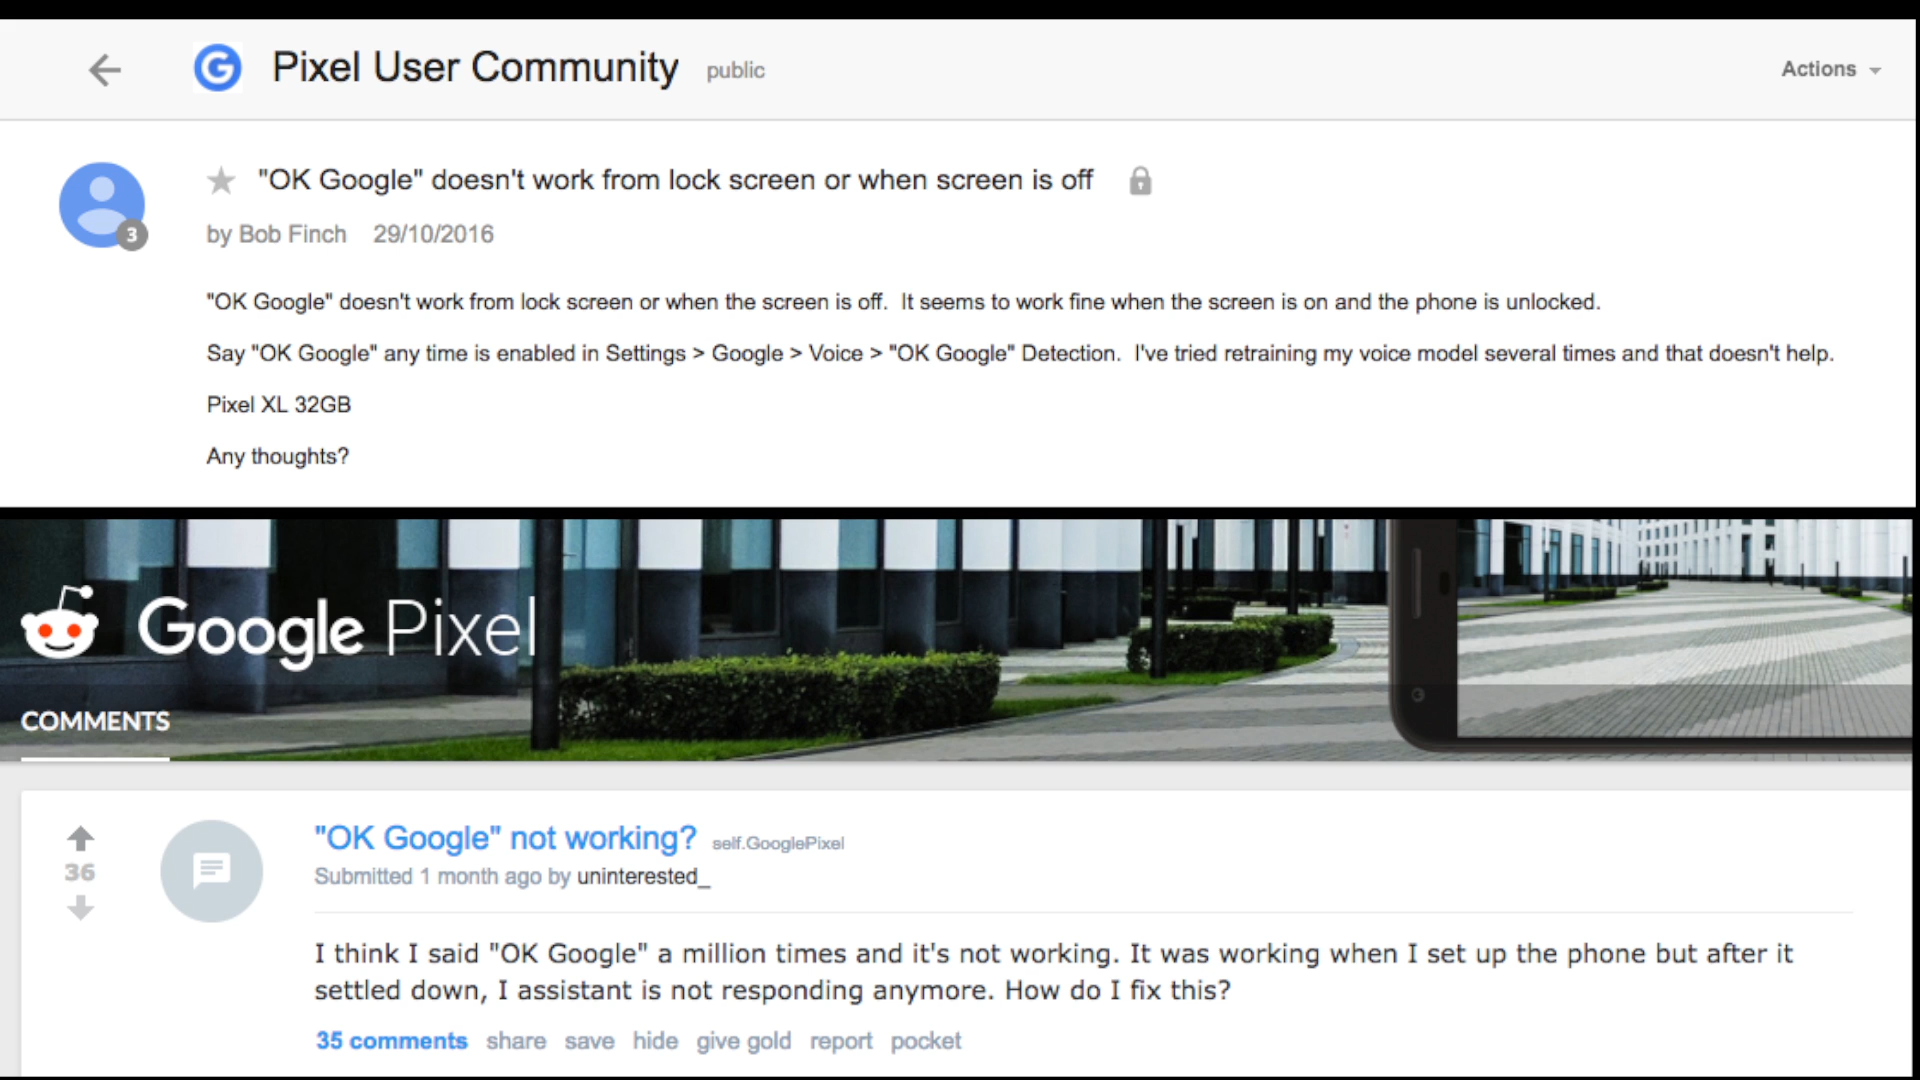 Pixel User Community public
Actions
"OK Google" doesn't work from lock screen or when screen is off
3
by Bob Finch 29/10/2016
"OK Google" doesn't work from lock screen or when the screen is off.  It seems to work fine when the screen is on and the phone is unlocked.
Say "OK Google" any time is enabled in Settings > Google > Voice > "OK Google" Detection.  I've tried retraining my voice model several times and that doesn't help.
Pixel XL 32GB
Any thoughts?
Google Pixel
COMMENTS
"OK Google" not working? self.GooglePixel
36
Submitted 1 month ago by uninterested_
I think I said "OK Google" a million times and it's not working. It was working when I set up the phone but after it
settled down, I assistant is not responding anymore. How do I fix this?
35 comments share save hide give gold report pocket